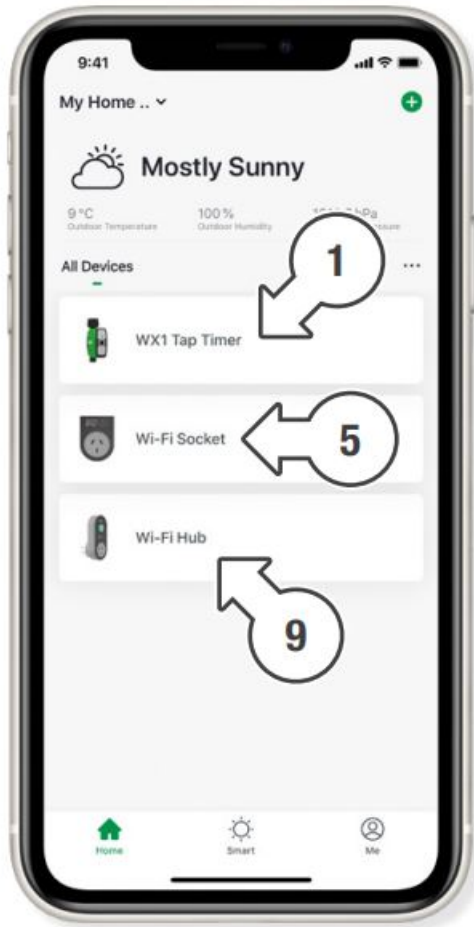 9:41
My Home ..
Mostly Sunny
9 °C 100 %
Outdoor Temperature Outdoor Humidity
All Devices ...
1
WX1 Tap Timer
Wi-Fi Socket
5
Wi-Fi Hub
9
Home Smart Me